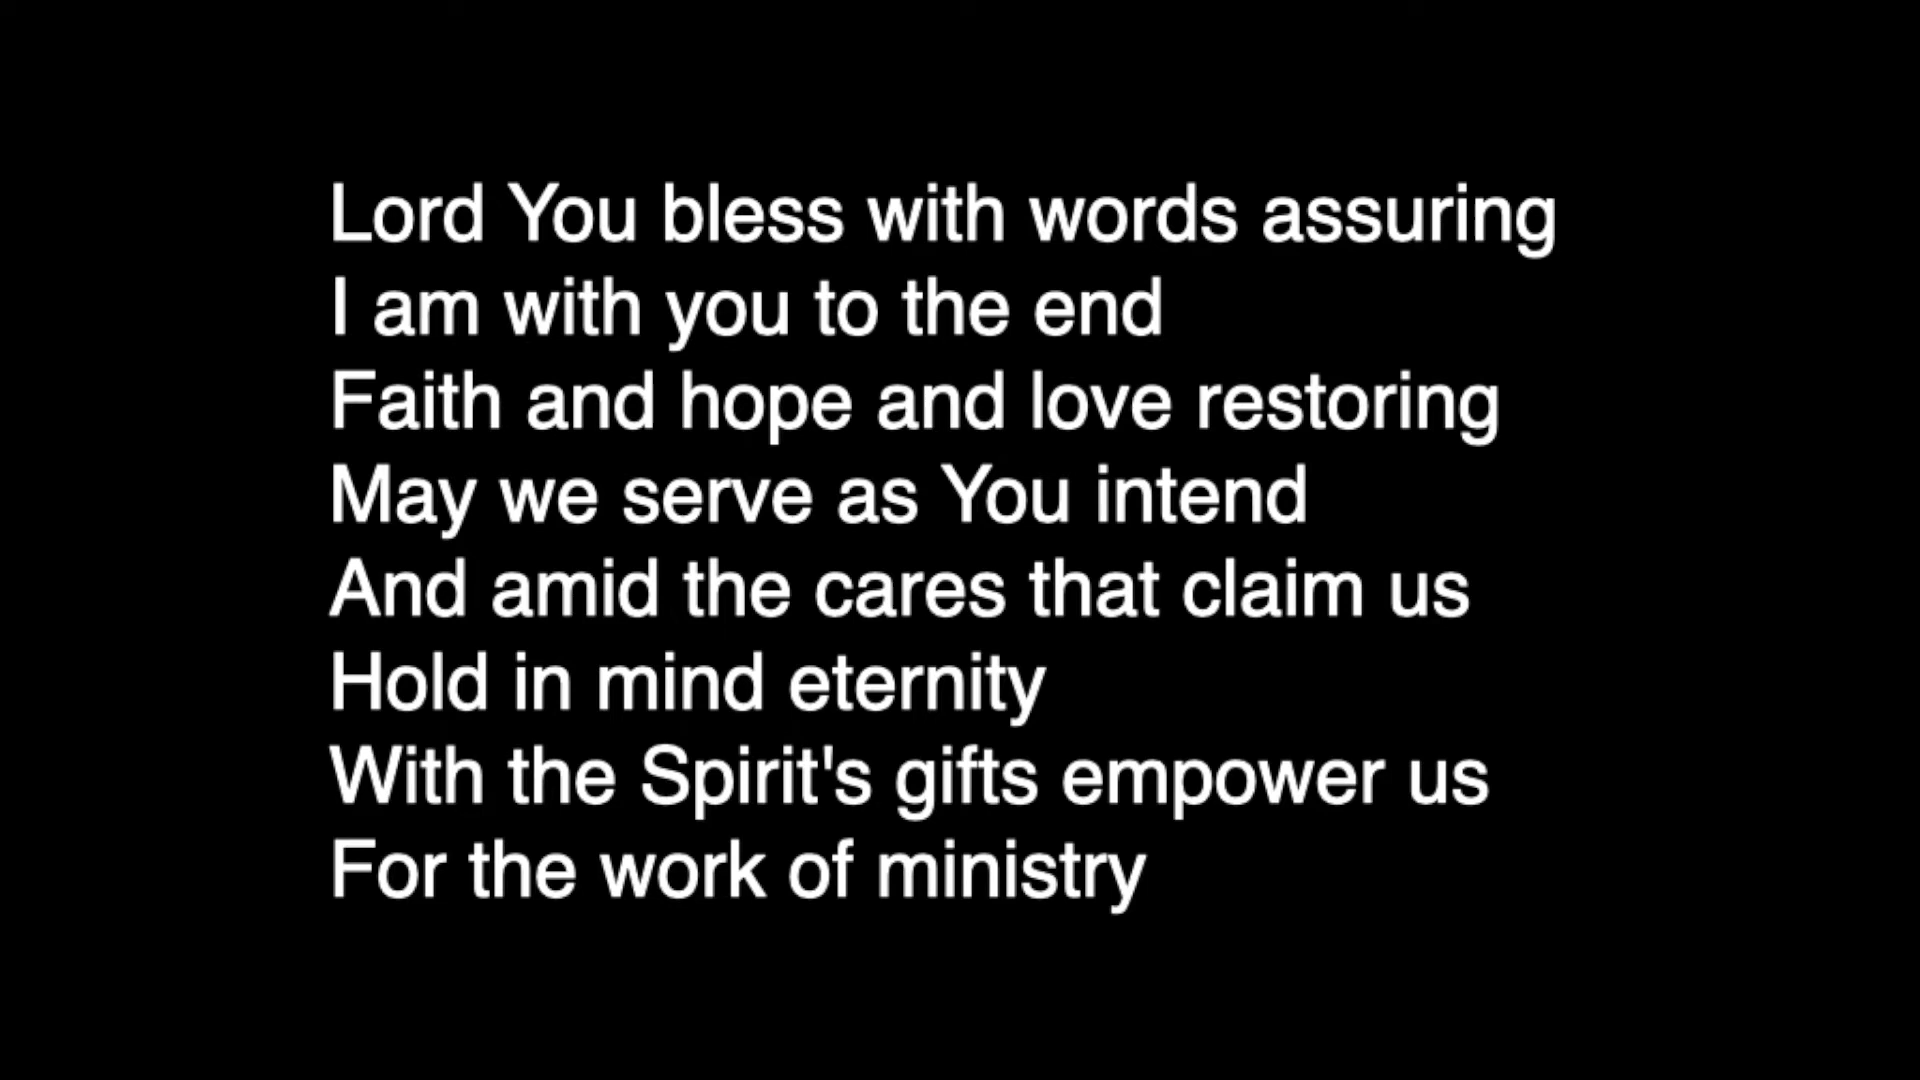 Lord You bless with words assuring
I am with you to the end
Faith and hope and love restoring
May we serve as You intend
And amid the cares that claim us
Hold in mind eternity
With the Spirit's gifts empower us
For the work of ministry